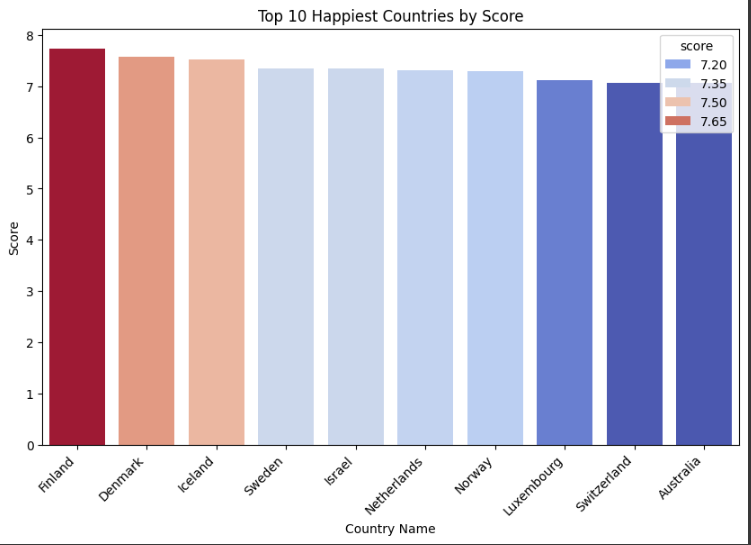 Top 10 Happiest Countries by Score
8
7
6
5
4
3
2
1
0
Score
score
7.20
7.35
7.50
7.65
Finland
Denmark
Iceland
Sweden
Israel
Netherlands
Norway
Luxembourg
Switzerland
Australia
Country Name